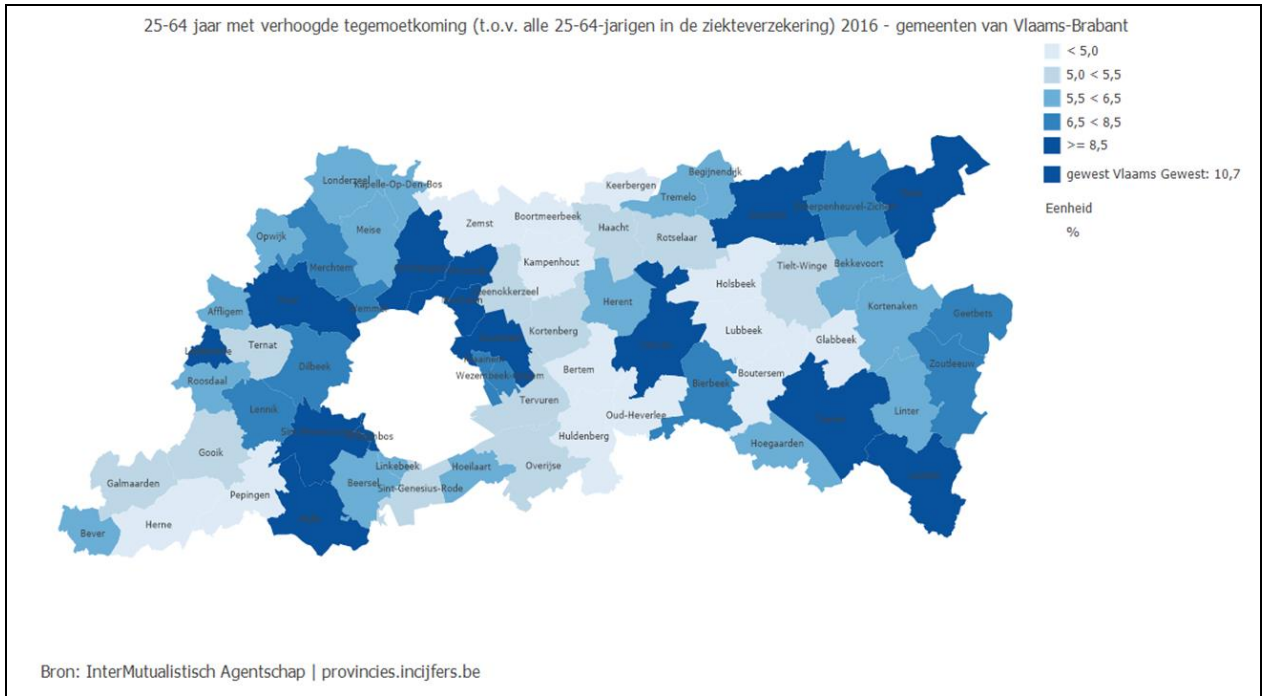 25-64 jaar met verhoogde tegemoetkoming (t.o.v. alle 25-64-jarigen in de ziekteverzekering) 2016 - gemeenten van Vlaams-Brabant
< 5,0
5,0 < 5,5
5,5 < 6,5
6,5 < 8,5
>= 8,5
gewest Vlaams Gewest: 10,7
Eenheid
%
Londerzeel
Kapelle-Op-Den-Bos
Keerbergen
Begijnendijk
Tremelo
Opwijk
Meise
Zemst
Boortmeerbeek
Haacht
Rotselaar
Merchtem
Kampenhout
Tielt-Winge
Bekkevoort
Holsbeek
Affligem
Herent
Kortenaken
Geetbets
Ternat
Kortenberg
Lubbeek
Glabbeek
Dilbeek
Bertem
Boutersem
Zoutleeuw
Roosdaal
Bierbeek
Lennik
Tervuren
Oud-Heverlee
Linter
Gooik
Huldenberg
Hoegaarden
Galmaarden
Pepingen
Beersel
Linkebeek
Sint-Genesius-Rode
Hoeilaart
Overijse
Herne
Bever
Bron: InterMutualistisch Agentschap | provincies.incijfers.be